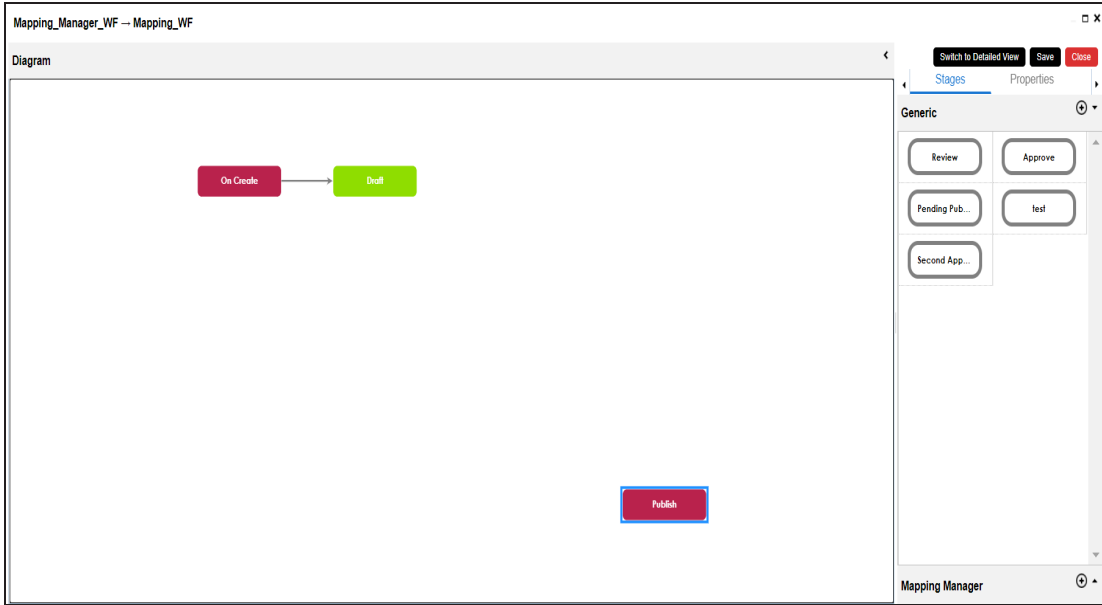 Mapping_Manager_WF → Mapping_WF
Diagram
Switch to Detailed View Save Close
Stages Properties
Generic
On Create Draft
Review Approve
Pending Pub... test
Second App...
Publish
Mapping Manager